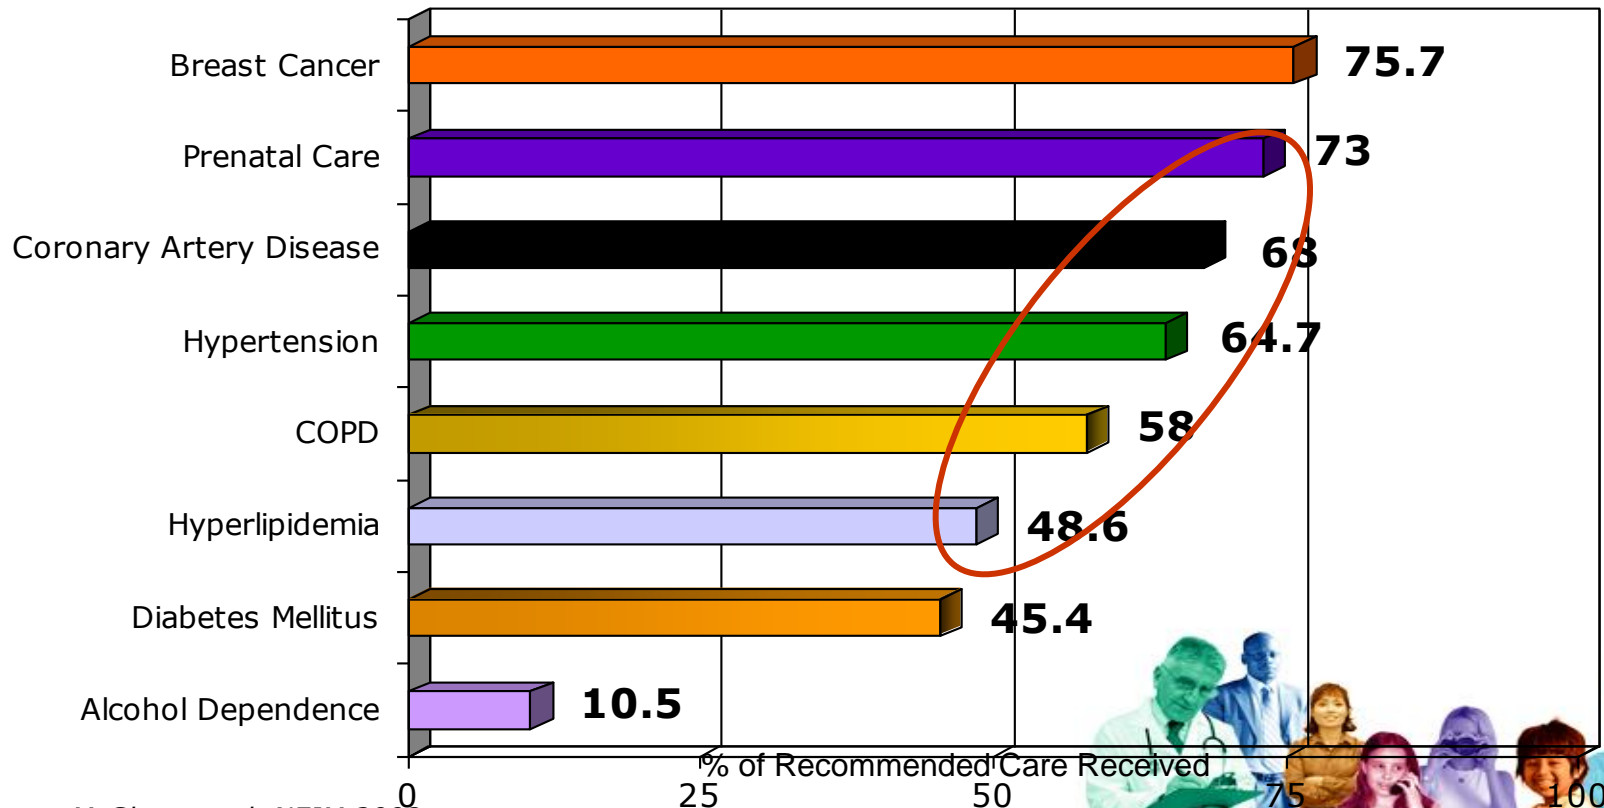 Breast Cancer 75.7
Prenatal Care 73
Coronary Artery Disease 68
Hypertension 64.7
COPD 58
Hyperlipidemia 48.6
Diabetes Mellitus 45.4
Alcohol Dependence 10.5
% of Recommended Care Received
0 25 50 75 100